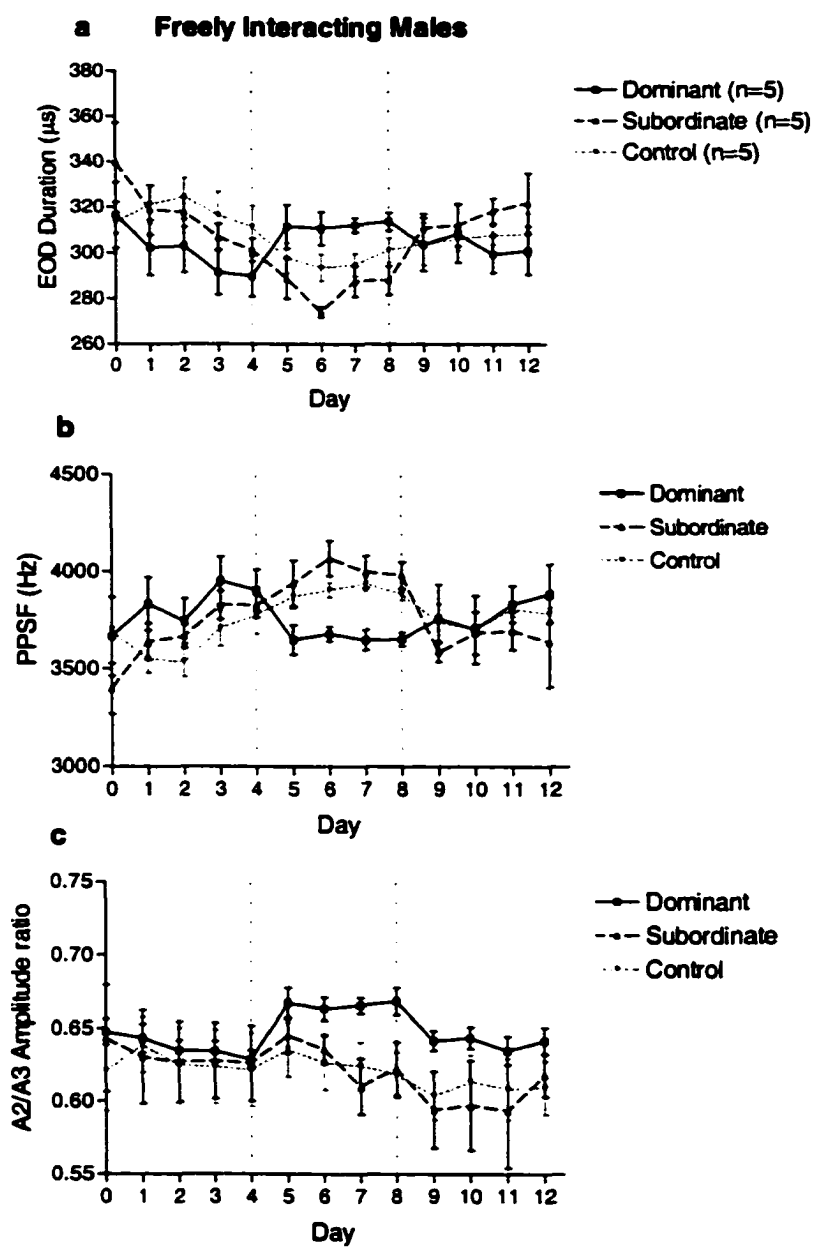 a Freely Interacting Males
380
360
340
320
300
280
260
EOD Duration (µs)
0 1 2 3 4 5 6 7 8 9 10 11 12
Day
Dominant (n=5)
Subordinate (n=5)
Control (n=5)
b
4500
4000
3500
3000
PPSF (Hz)
0 1 2 3 4 5 6 7 8 9 10 11 12
Day
Dominant
Subordinate
Control
c
0.75
0.70
0.65
0.60
0.55
A2/A3 Amplitude ratio
0 1 2 3 4 5 6 7 8 9 10 11 12
Day
Dominant
Subordinate
Control